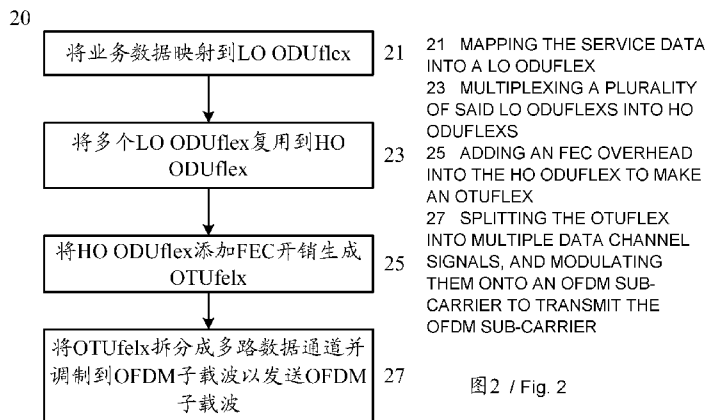 20
将业务数据映射到LO ODUflex
21
将多个LO ODUflex复用到HO
ODUflex
23
将HO ODUflex添加FEC开销生成
OTUfelx
25
将OTUfelx拆分成多路数据通道并
调制到OFDM子载波以发送OFDM
子载波
27
21 MAPPING THE SERVICE DATA
INTO A LO ODUFLEX
23 MULTIPLEXING A PLURALITY
OF SAID LO ODUFLEXS INTO HO
ODUFLEXS
25 ADDING AN FEC OVERHEAD
INTO THE HO ODUFLEX TO MAKE
AN OTUFLEX
27 SPLITTING THE OTUFLEX
INTO MULTIPLE DATA CHANNEL
SIGNALS, AND MODULATING
THEM ONTO AN OFDM SUB-
CARRIER TO TRANSMIT THE
OFDM SUB-CARRIER
图2 / Fig. 2